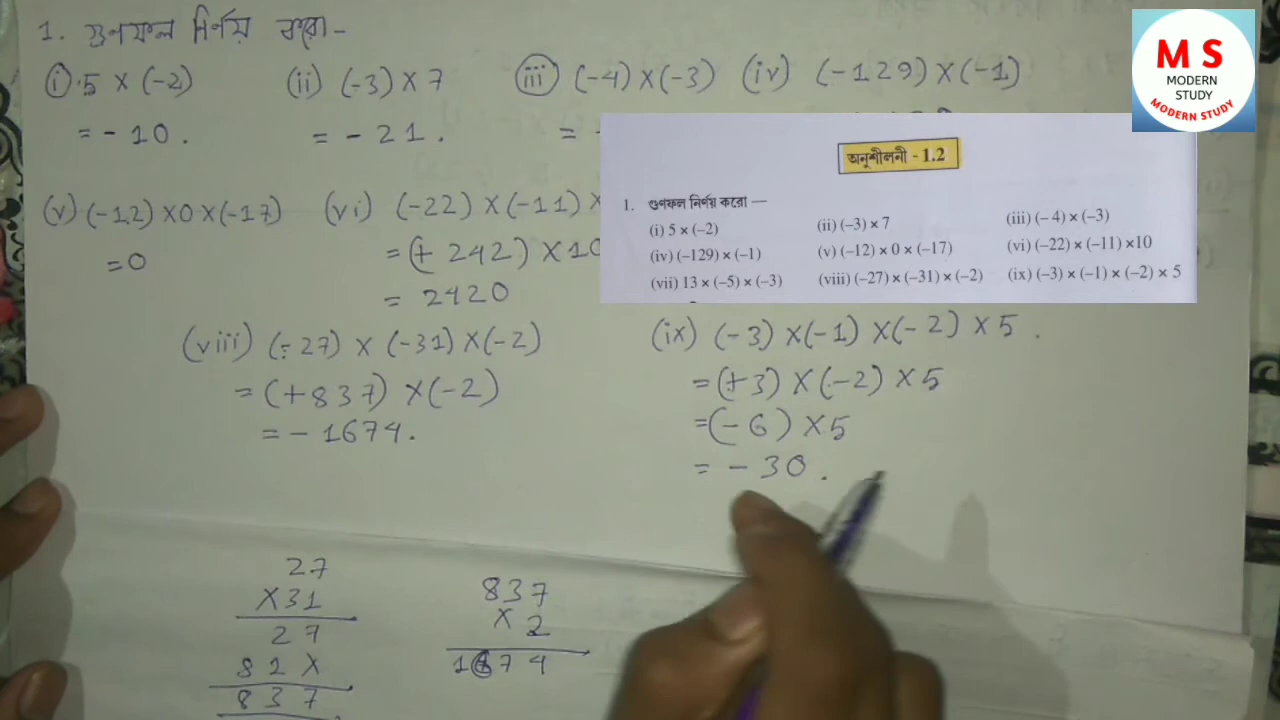 1. গুনফল নির্ণয় করো -
(i) 5 × (-2) (ii) (-3) × 7 (iii) (-4) × (-3) (iv) (-129) × (-1)
= - 10 . = - 21 . =
(v) (-12) × 0 × (-17) (vi) (-22) × (-11) ×
= 0 = (+ 242) × 10
= 2420
(viii) (-27) × (-31) × (-2) (ix) (-3) × (-1) × (-2) × 5 .
= (+837) × (-2) = (+3) × (-2) × 5
= - 1674. = (-6) × 5
= - 30 .
27
×31
27
81×
837
837
× 2
1674
অনুশীলনী - 1.2
1. গুণফল নির্ণয় করো —
(i) 5 × (–2) (ii) (–3) × 7 (iii) (– 4) × (–3)
(iv) (–129) × (–1) (v) (–12) × 0 × (–17) (vi) (–22) × (–11) ×10
(vii) 13 × (–5) × (–3) (viii) (–27) × (–31) × (–2) (ix) (–3) × (–1) × (–2) × 5
M S
MODERN
STUDY
MODERN STUDY